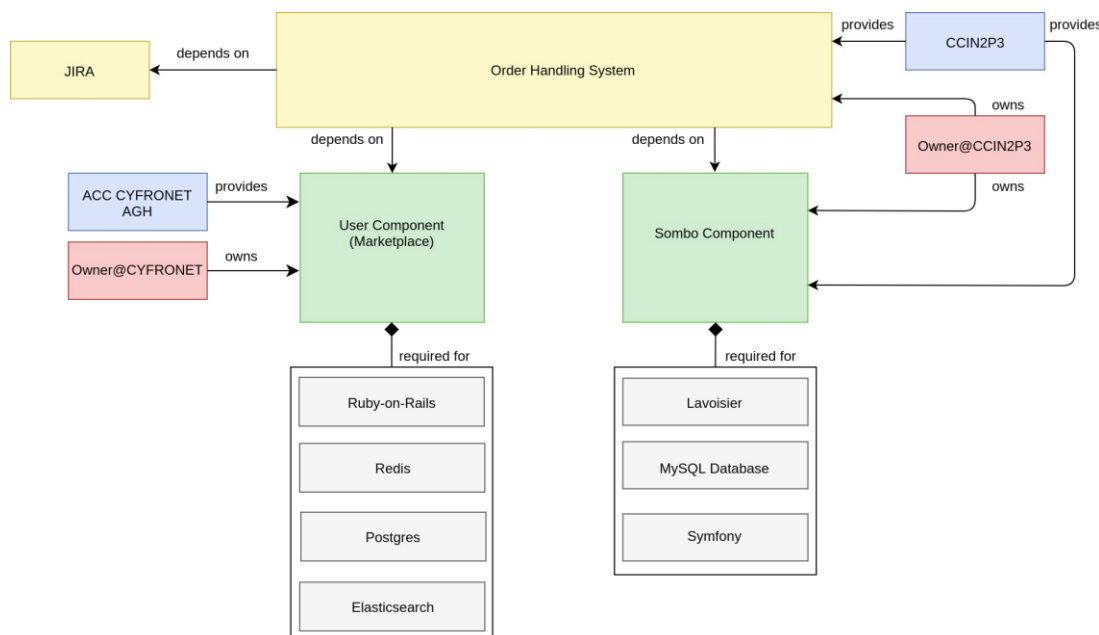 provides
CCIN2P3
provides
depends on
JIRA
Order Handling System
owns
depends on
depends on
Owner@CCIN2P3
owns
ACC CYFRONET
AGH
provides
User Component
(Marketplace)
Sombo Component
Owner@CYFRONET
owns
required for
required for
Ruby-on-Rails
Lavoisier
Redis
MySQL Database
Postgres
Symfony
Elasticsearch